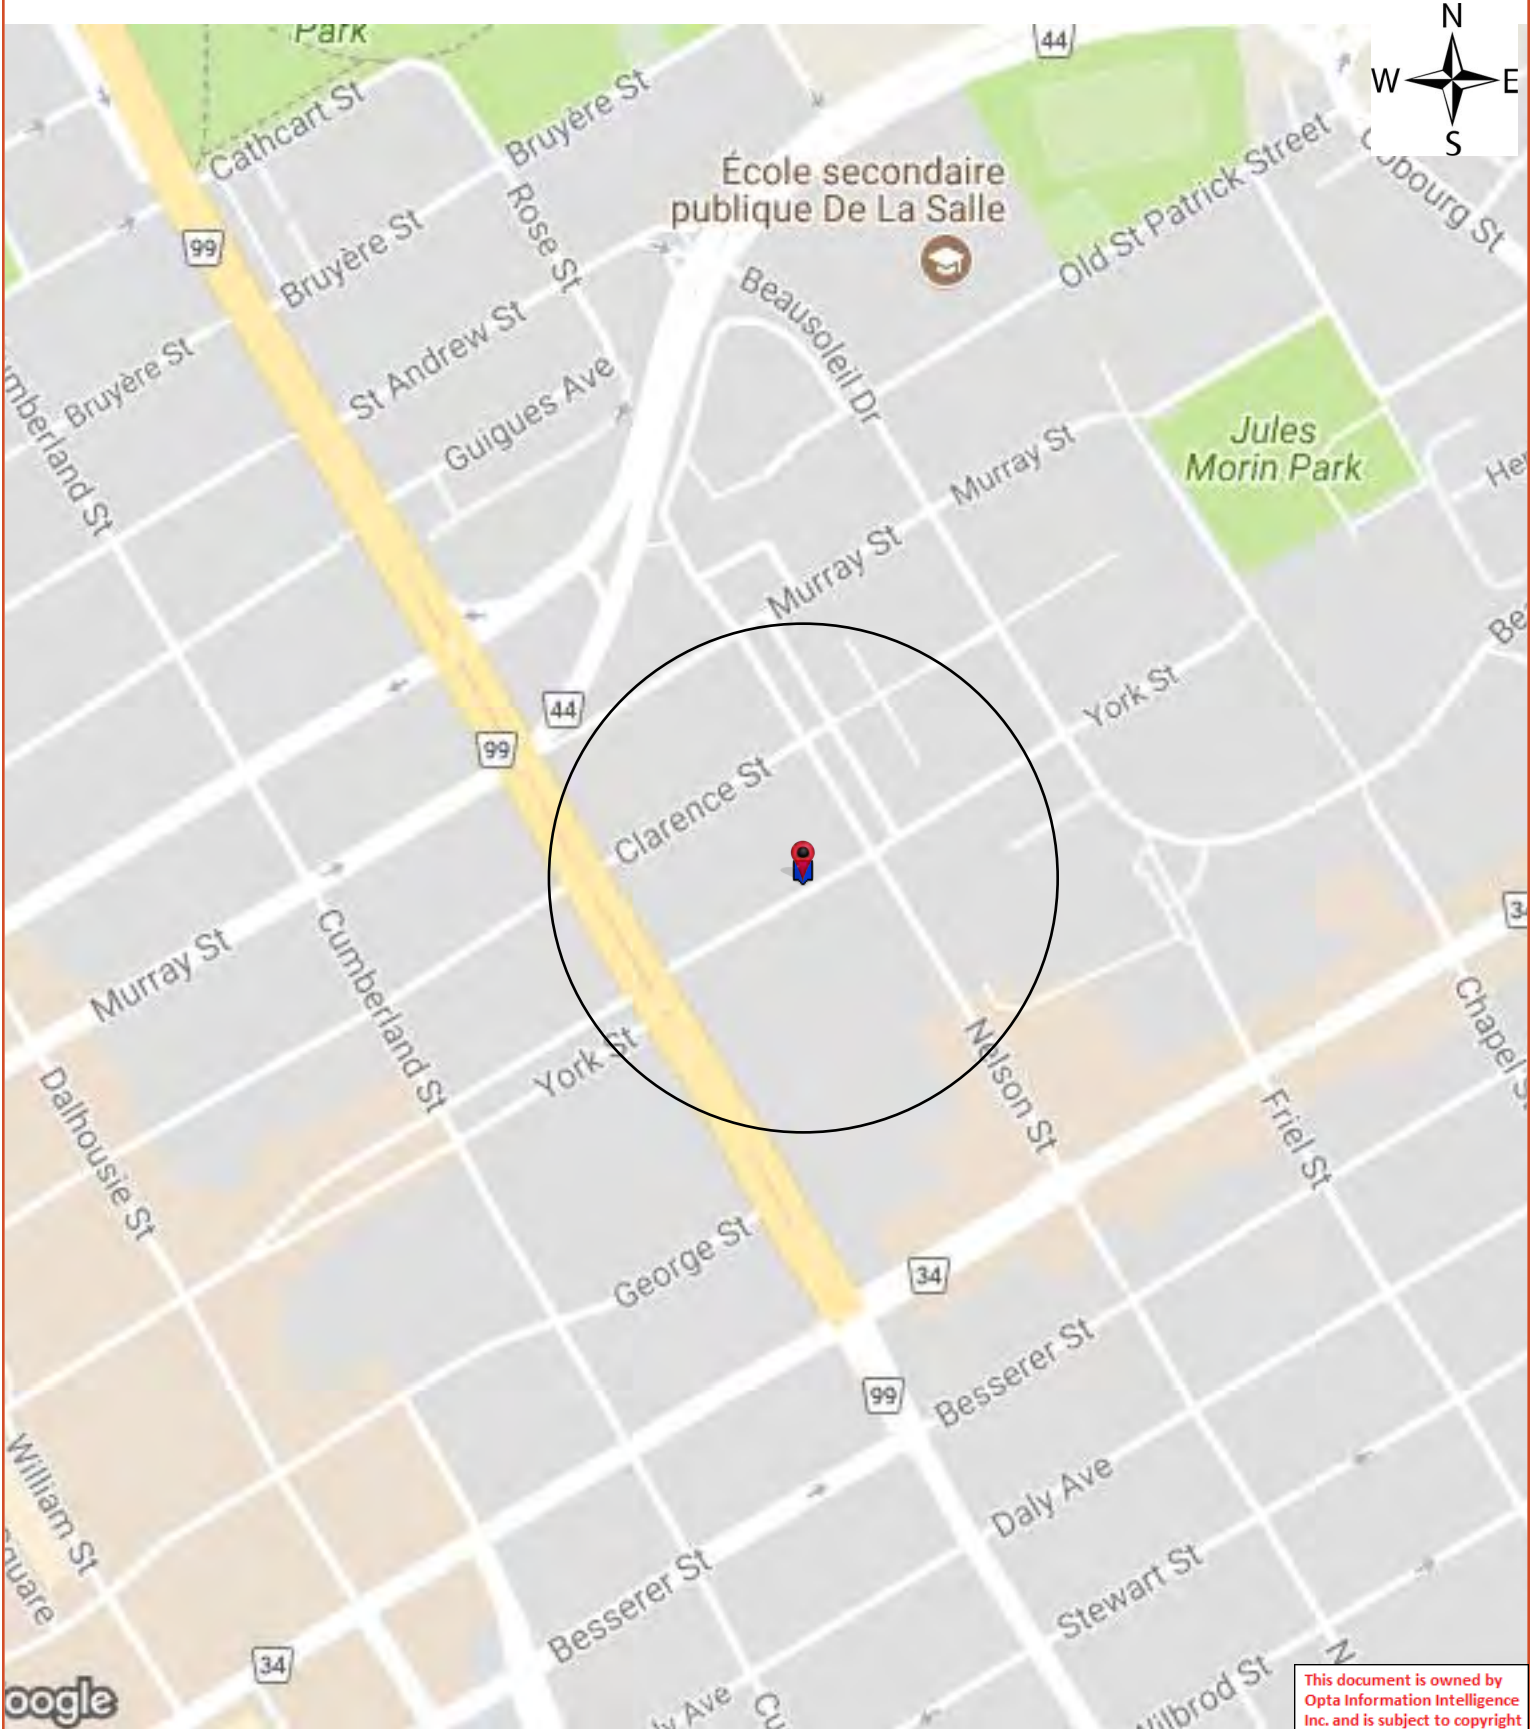 N
W E
S
Park
44
Cathcart St
Bruyère St
École secondaire
publique De La Salle
Old St Patrick Street
99
Bruyère St
Rose St
Beausoleil Dr
St Andrew St
Bruyère St
Guigues Ave
Jules
Morin Park
Murray St
Murray St
York St
44
99
Clarence St
Murray St
Cumberland St
York St
Nelson St
Dalhousie St
Friel St
George St
34
99
Besserer St
William St
Daly Ave
Besserer St
Stewart St
34
This document is owned by
Opta Information Intelligence
Inc. and is subject to copyright